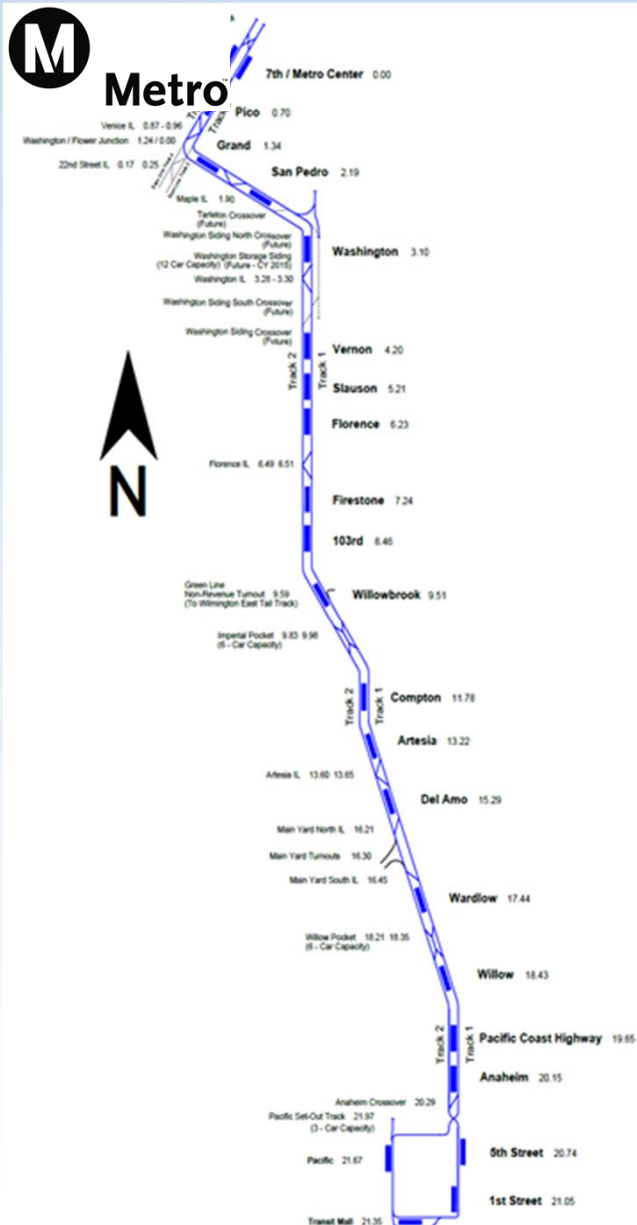 M
Metro
7th / Metro Center 0.00
Pico 0.70
Venice IL 0.87 - 0.96
Washington / Flower Junction 1.24 / 0.00
Grand 1.34
22nd Street IL 0.17 0.25
San Pedro 2.19
Maple IL 1.90
Tarleton Crossover
(Future)
Washington Siding North Crossover
(Future)
Washington 3.10
Washington Storage Siding
(12 Car Capacity) (Future - CY 2015)
Washington IL 3.28 - 3.30
Washington Siding South Crossover
(Future)
Washington Siding Crossover
(Future)
Vernon 4.20
Track 2
Track 1
Slauson 5.21
Florence 6.23
N
Florence IL 6.49 6.51
Firestone 7.24
103rd 8.46
Green Line
Non-Revenue Turnout 9.59
(To Wilmington East Tail Track)
Willowbrook 9.51
Imperial Pocket 9.83 9.98
(6 - Car Capacity)
Track 2
Track 1
Compton 11.78
Artesia 13.22
Artesia IL 13.60 13.65
Del Amo 15.29
Main Yard North IL 16.21
Main Yard Turnouts 16.30
Main Yard South IL 16.45
Wardlow 17.44
Willow Pocket 18.21 18.35
(6 - Car Capacity)
Willow 18.43
Track 2
Track 1
Pacific Coast Highway 19.65
Anaheim 20.15
Anaheim Crossover 20.29
Pacific Set-Out Track 21.97
(3 - Car Capacity)
5th Street 20.74
Pacific 21.67
1st Street 21.05
Transit Mall 21.35